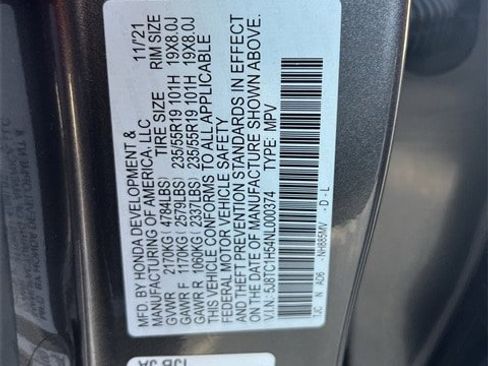 MFD. BY HONDA DEVELOPMENT & 11/21
MANUFACTURING OF AMERICA, LLC
TIRE SIZE RIM SIZE
GVWR 2170KG ( 4784LBS)
GAWR F 1170KG ( 2579LBS) 235/55R19 101H 19X8.0J
GAWR R 1060KG ( 2337LBS) 235/55R19 101H 19X8.0J
THIS VEHICLE CONFORMS TO ALL APPLICABLE
FEDERAL MOTOR VEHICLE SAFETY AND
THEFT PREVENTION STANDARDS IN EFFECT
ON THE DATE OF MANUFACTURE SHOWN ABOVE.
V.I.N. 5J8TC1H54NL000374 TYPE: MPV
TJC N AD6 -NH885MV - D - L